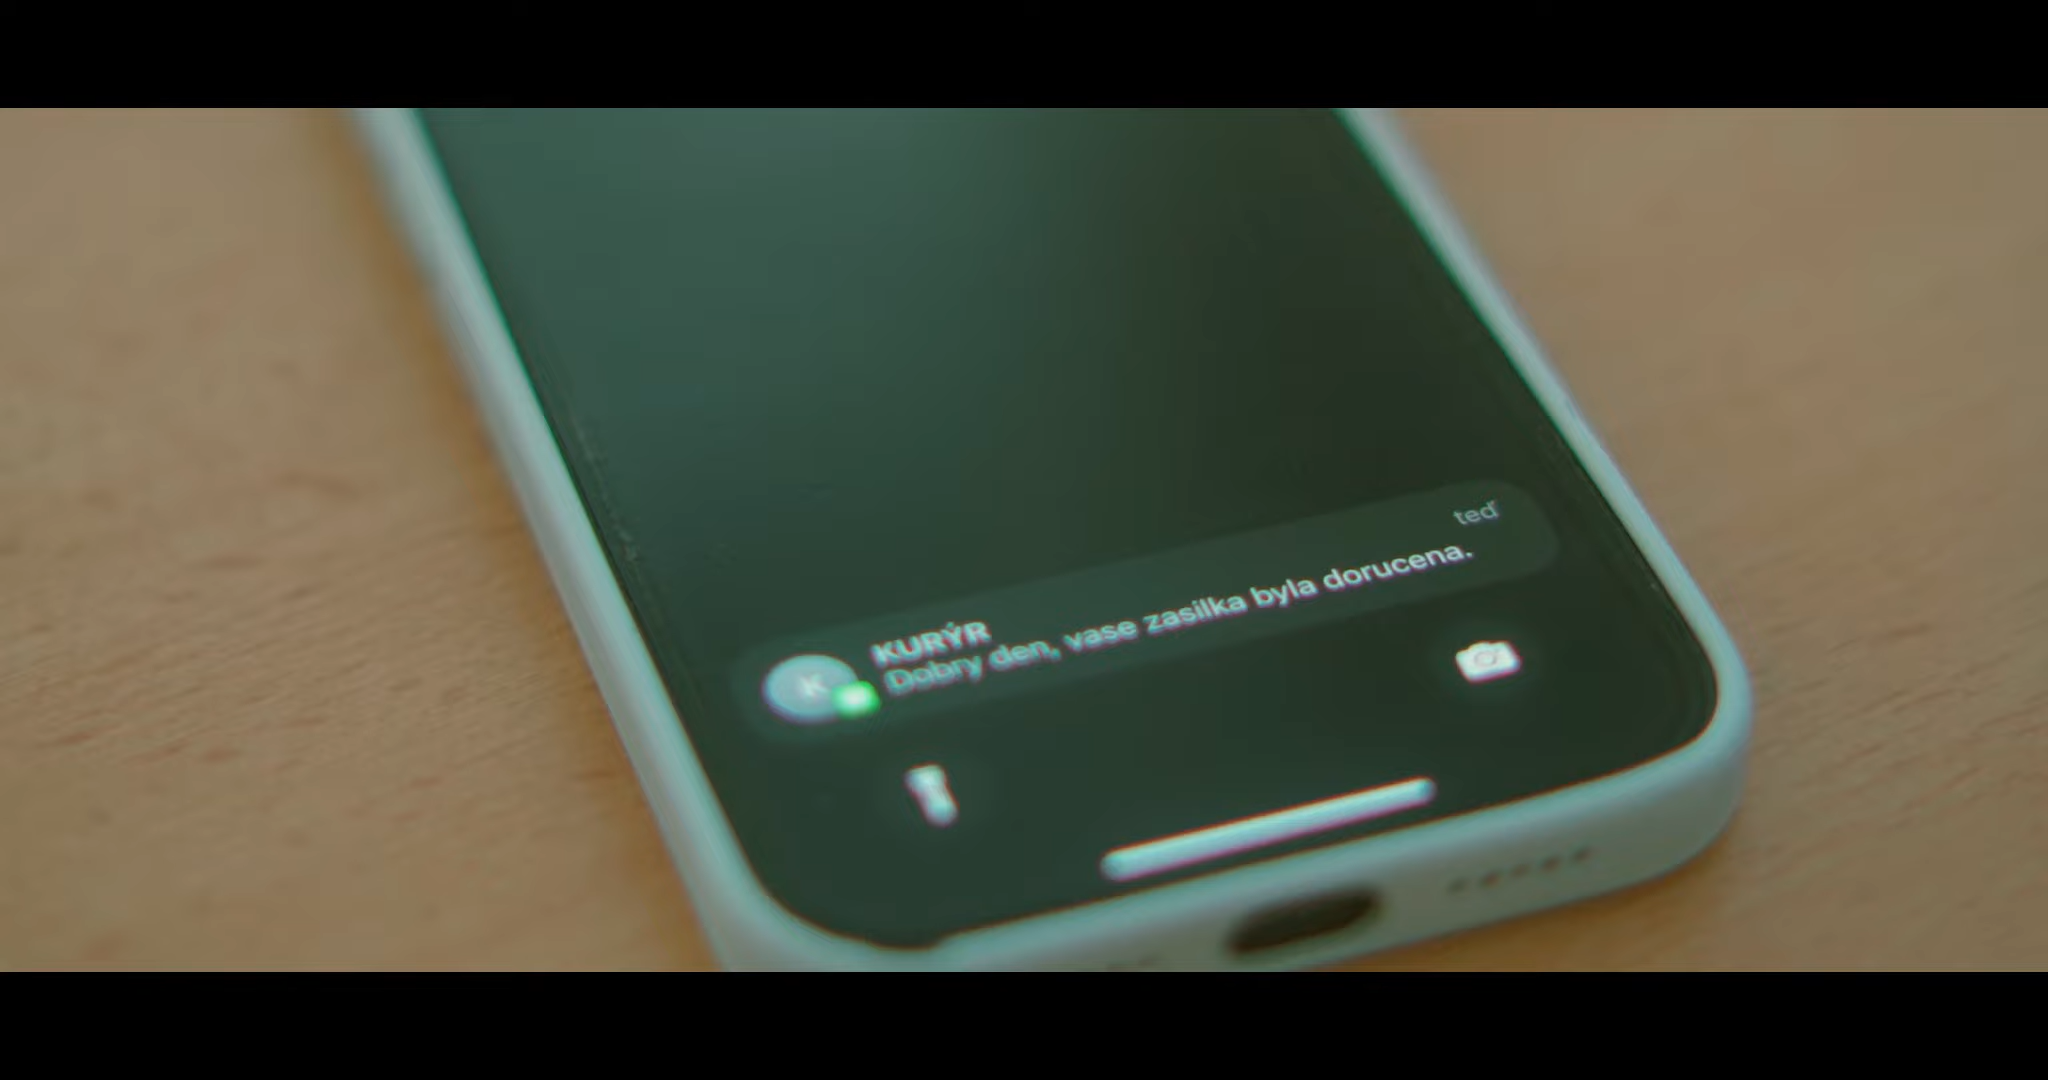 teď
KURÝR
Dobry den, vase zasilka byla dorucena.
K